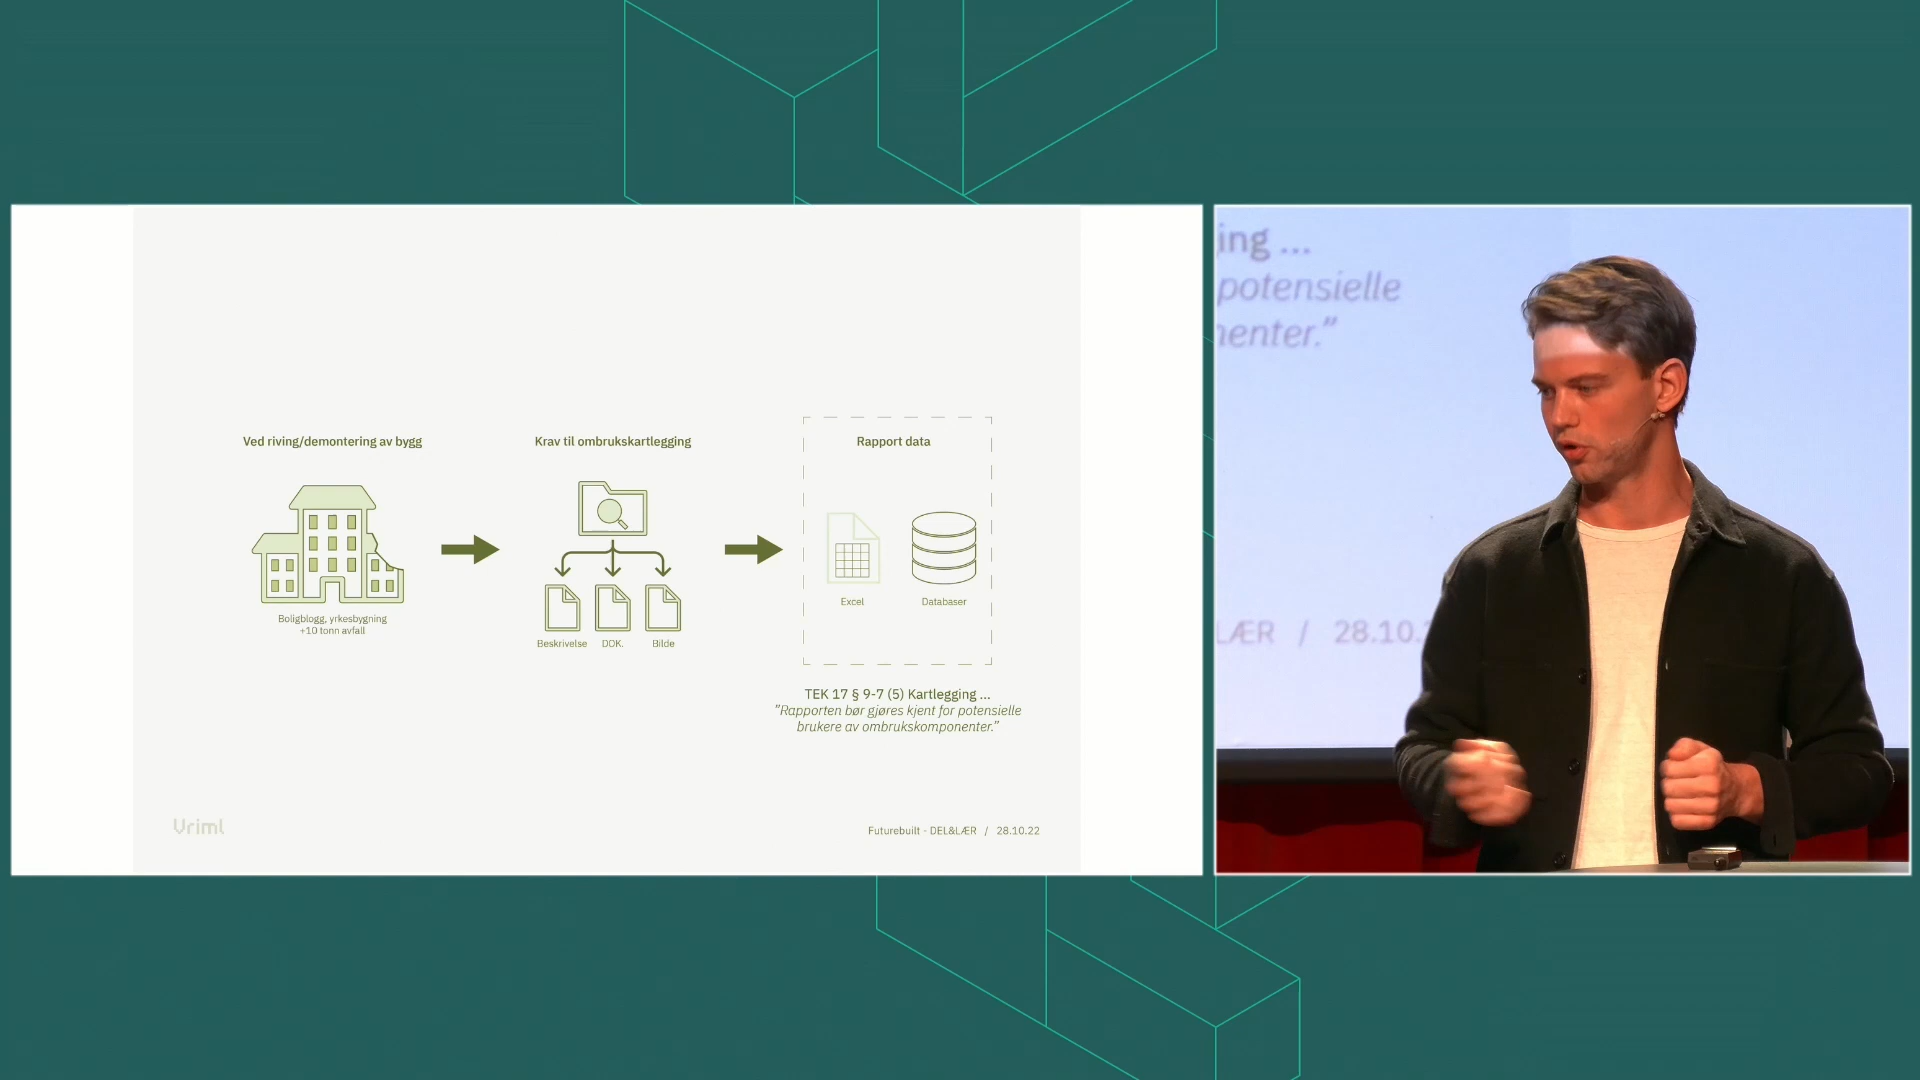 Ved riving/demontering av bygg
Boligblogg, yrkesbygning
+10 tonn avfall
Krav til ombrukskartlegging
Beskrivelse
DOK.
Bilde
Rapport data
Excel
Databaser
TEK 17 § 9-7 (5) Kartlegging ...
"Rapporten bør gjøres kjent for potensielle
brukere av ombrukskomponenter."
Vriml
Futurebuilt - DEL&LÆR / 28.10.22
ing ...
potensielle
nenter."
LÆR / 28.10.